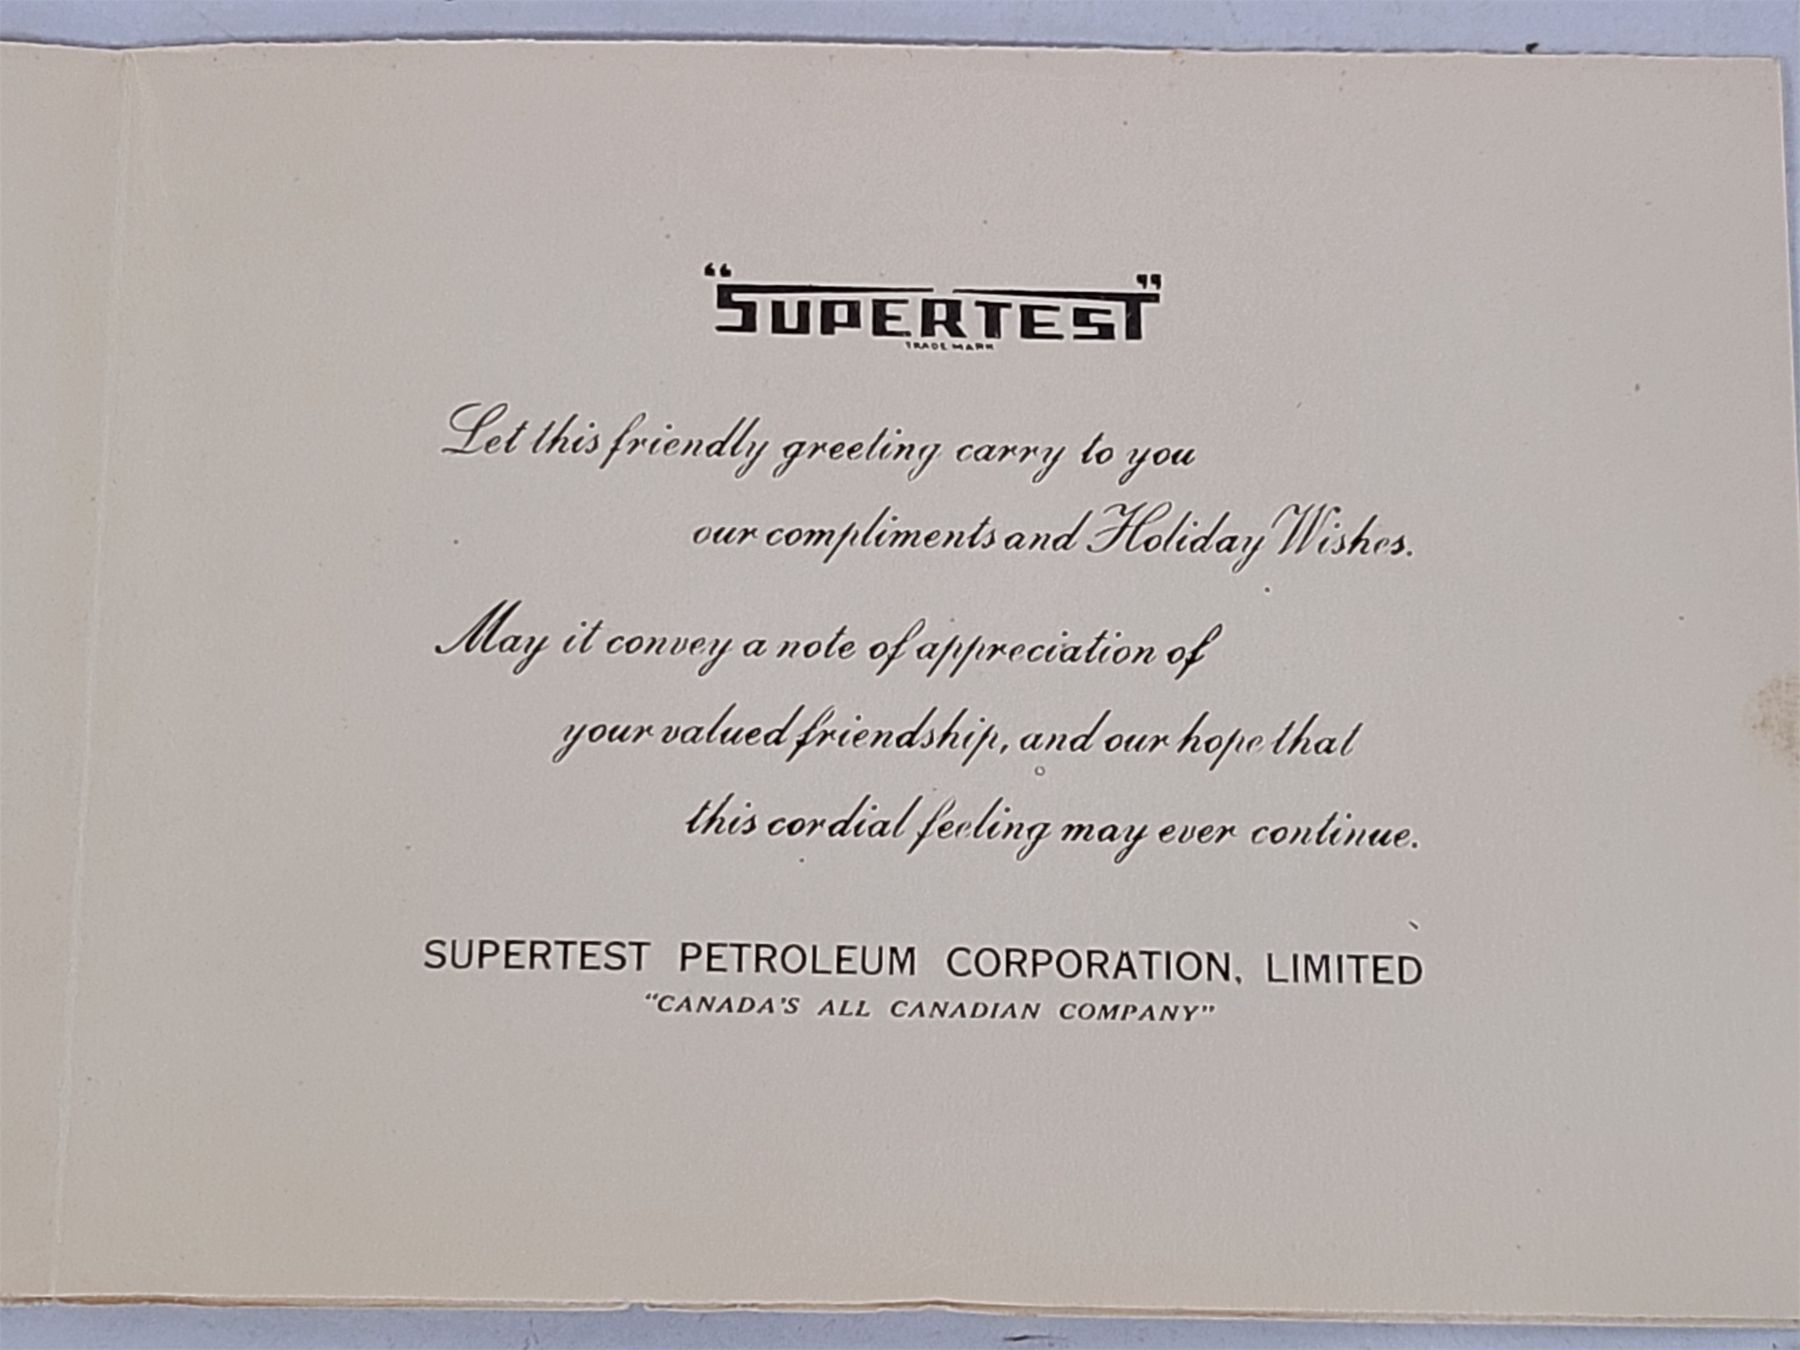 “SUPERTEST”
TRADE MARK
Let this friendly greeting carry to you
our compliments and Holiday Wishes.
May it convey a note of appreciation of
your valued friendship, and our hope that
this cordial feeling may ever continue.
SUPERTEST PETROLEUM CORPORATION, LIMITED
“CANADA'S ALL CANADIAN COMPANY”